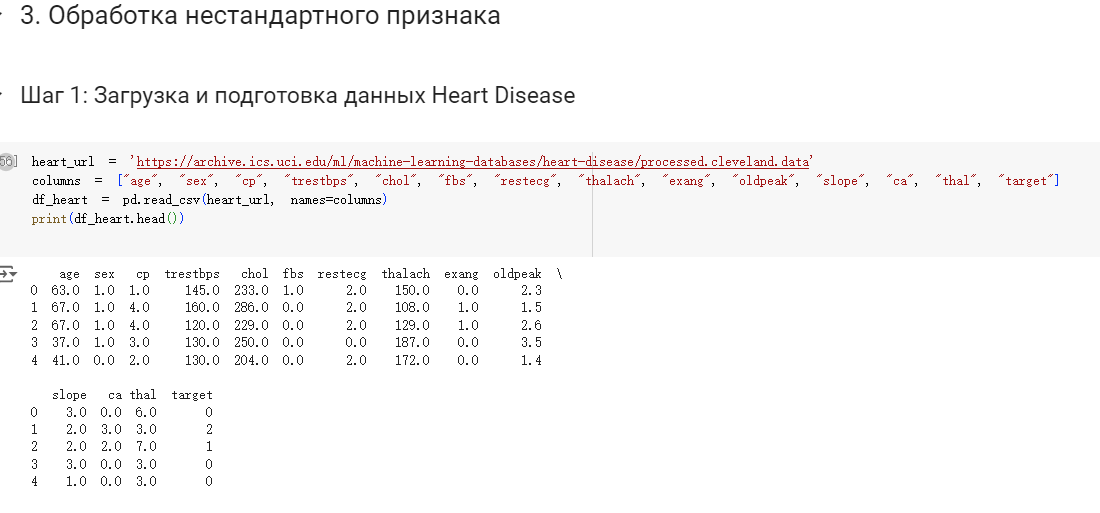 3. Обработка нестандартного признака
Шаг 1: Загрузка и подготовка данных Heart Disease
56]
heart_url = 'https://archive.ics.uci.edu/ml/machine-learning-databases/heart-disease/processed.cleveland.data'
columns = ["age", "sex", "cp", "trestbps", "chol", "fbs", "restecg", "thalach", "exang", "oldpeak", "slope", "ca", "thal", "target"]
df_heart = pd.read_csv(heart_url, names=columns)
print(df_heart.head())
age sex cp trestbps chol fbs restecg thalach exang oldpeak \
0 63.0 1.0 1.0 145.0 233.0 1.0 2.0 150.0 0.0 2.3
1 67.0 1.0 4.0 160.0 286.0 0.0 2.0 108.0 1.0 1.5
2 67.0 1.0 4.0 120.0 229.0 0.0 2.0 129.0 1.0 2.6
3 37.0 1.0 3.0 130.0 250.0 0.0 0.0 187.0 0.0 3.5
4 41.0 0.0 2.0 130.0 204.0 0.0 2.0 172.0 0.0 1.4
slope ca thal target
0 3.0 0.0 6.0 0
1 2.0 3.0 3.0 2
2 2.0 2.0 7.0 1
3 3.0 0.0 3.0 0
4 1.0 0.0 3.0 0